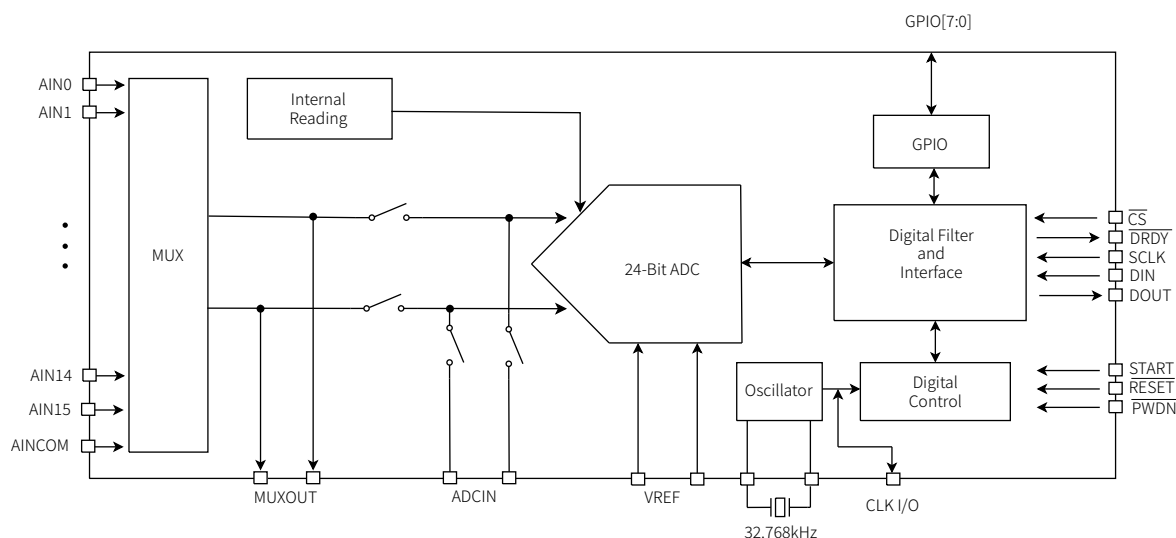 GPIO[7:0]
AIN0
AIN1
AIN14
AIN15
AINCOM
MUX
Internal
Reading
24-Bit ADC
GPIO
Digital Filter
and
Interface
CS
DRDY
SCLK
DIN
DOUT
Oscillator
Digital
Control
START
RESET
PWDN
MUXOUT
ADCIN
VREF
32.768kHz
CLK I/O